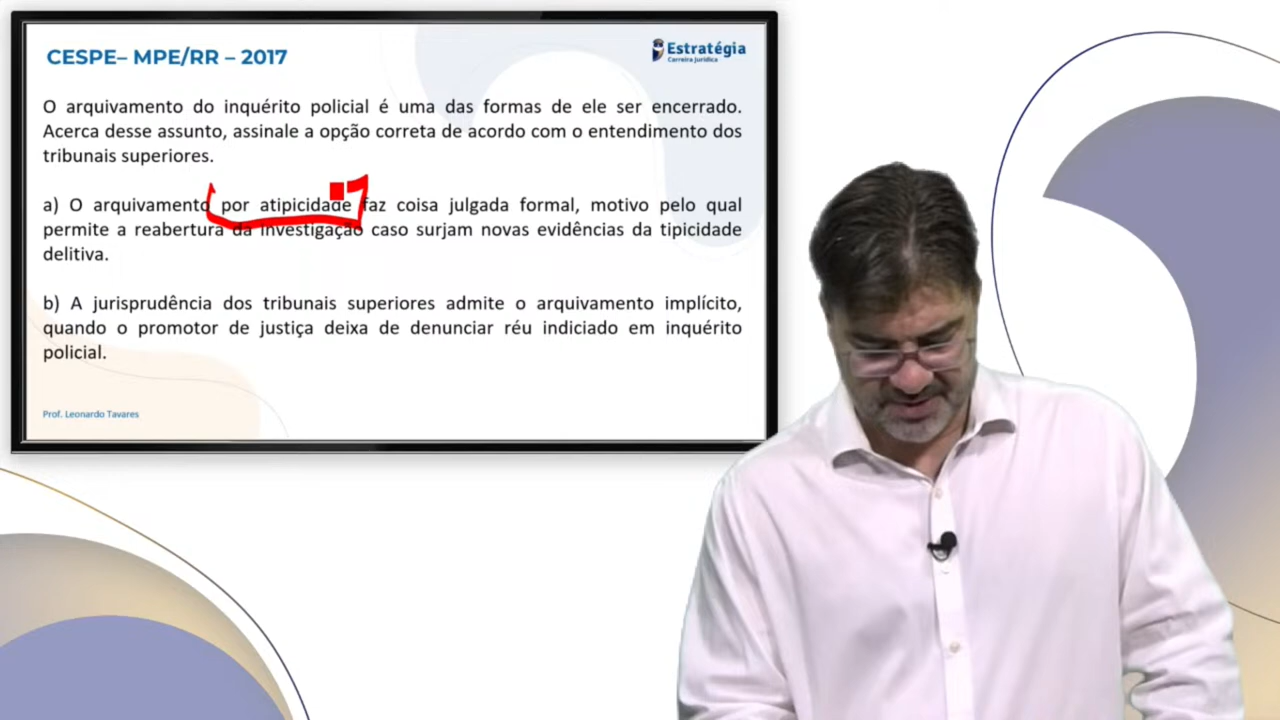 CESPE– MPE/RR – 2017
Estratégia
Carreira Jurídica
O arquivamento do inquérito policial é uma das formas de ele ser encerrado.
Acerca desse assunto, assinale a opção correta de acordo com o entendimento dos
tribunais superiores.
a) O arquivamento por atipicidade faz coisa julgada formal, motivo pelo qual
permite a reabertura da investigação caso surjam novas evidências da tipicidade
delitiva.
b) A jurisprudência dos tribunais superiores admite o arquivamento implícito,
quando o promotor de justiça deixa de denunciar réu indiciado em inquérito
policial.
Prof. Leonardo Tavares